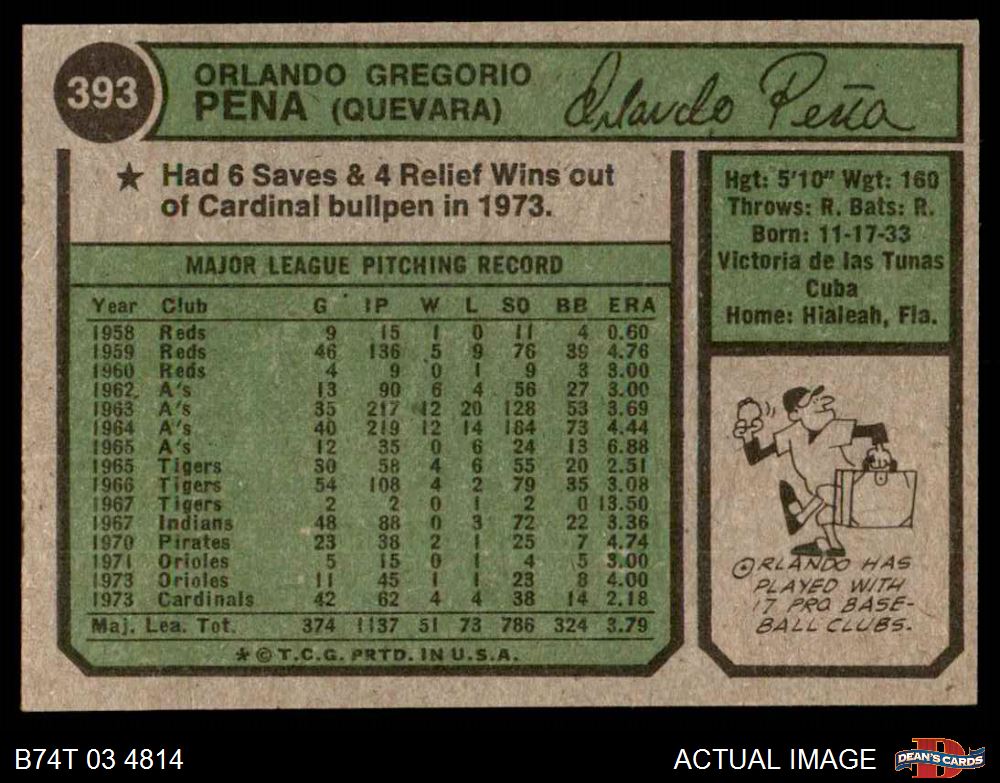 393
ORLANDO GREGORIO
PENA (QUEVARA)
Orlando Peña
★ Had 6 Saves & 4 Relief Wins out
of Cardinal bullpen in 1973.
MAJOR LEAGUE PITCHING RECORD
Year Club G IP W L SO BB ERA
1958 Reds 9 15 1 0 11 4 0.60
1959 Reds 46 136 5 9 76 39 4.76
1960 Reds 4 9 0 1 9 3 3.00
1962 A's 13 90 6 4 56 27 3.00
1963 A's 35 217 12 20 128 53 3.69
1964 A's 40 219 12 14 184 73 4.44
1965 A's 12 35 0 6 24 13 6.88
1965 Tigers 30 58 4 6 55 20 2.51
1966 Tigers 54 108 4 2 79 35 3.08
1967 Tigers 2 2 0 1 2 0 13.50
1967 Indians 48 88 0 3 72 22 3.36
1970 Pirates 23 38 2 1 25 7 4.74
1971 Orioles 5 15 0 1 4 5 3.00
1973 Orioles 11 45 1 1 23 8 4.00
1973 Cardinals 42 62 4 4 38 14 2.18
Maj. Lea. Tot. 374 1137 51 73 786 324 3.79
* © T.C.G. PRTD. IN U.S.A.
Hgt: 5'10" Wgt: 160
Throws: R. Bats: R.
Born: 11-17-33
Victoria de las Tunas
Cuba
Home: Hialeah, Fla.
ORLANDO HAS
PLAYED WITH
17 PRO BASE-
BALL CLUBS.
B74T 03 4814
ACTUAL IMAGE
DEAN'S CARDS